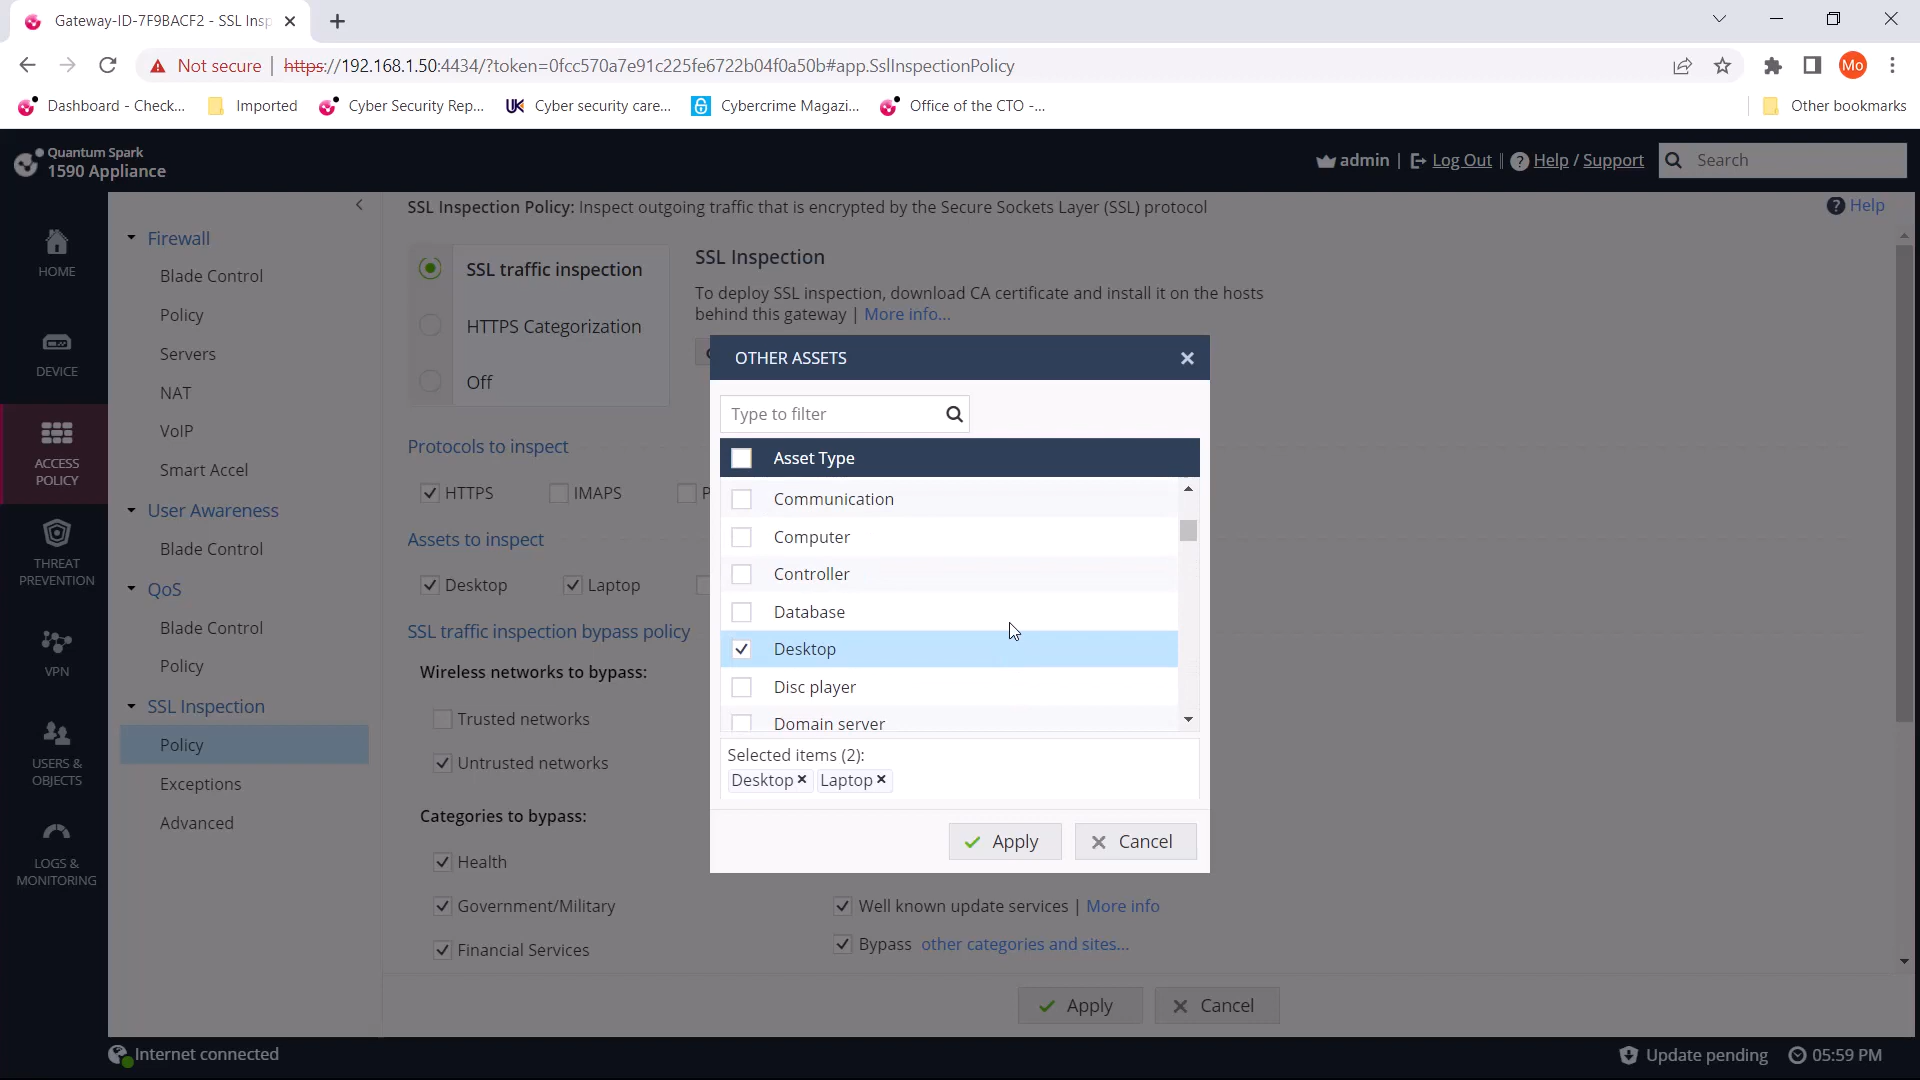 Gateway-ID-7F9BACF2 - SSL Insp
Not secure | https://192.168.1.50:4434/?token=0fcc570a7e91c225fe6722b04f0a50b#app.SslInspectionPolicy
Mo
Dashboard - Check...
Imported
Cyber Security Rep...
UK Cyber security care...
Cybercrime Magazi...
Office of the CTO -...
Other bookmarks
Quantum Spark
1590 Appliance
admin | Log Out | Help / Support
Search
HOME
DEVICE
ACCESS
POLICY
THREAT
PREVENTION
VPN
USERS &
OBJECTS
LOGS &
MONITORING
Firewall
Blade Control
Policy
Servers
NAT
VoIP
Smart Accel
User Awareness
Blade Control
QoS
Blade Control
Policy
SSL Inspection
Policy
Exceptions
Advanced
SSL Inspection Policy: Inspect outgoing traffic that is encrypted by the Secure Sockets Layer (SSL) protocol
Help
SSL traffic inspection
HTTPS Categorization
Off
SSL Inspection
To deploy SSL inspection, download CA certificate and install it on the hosts
behind this gateway | More info...
Protocols to inspect
HTTPS IMAPS P
Assets to inspect
Desktop Laptop
SSL traffic inspection bypass policy
Wireless networks to bypass:
Trusted networks
Untrusted networks
Categories to bypass:
Health
Government/Military
Financial Services
Well known update services | More info
Bypass other categories and sites...
Apply
Cancel
OTHER ASSETS
Type to filter
Asset Type
Communication
Computer
Controller
Database
Desktop
Disc player
Domain server
Selected items (2):
Desktop Laptop
Apply
Cancel
Internet connected
Update pending
05:59 PM